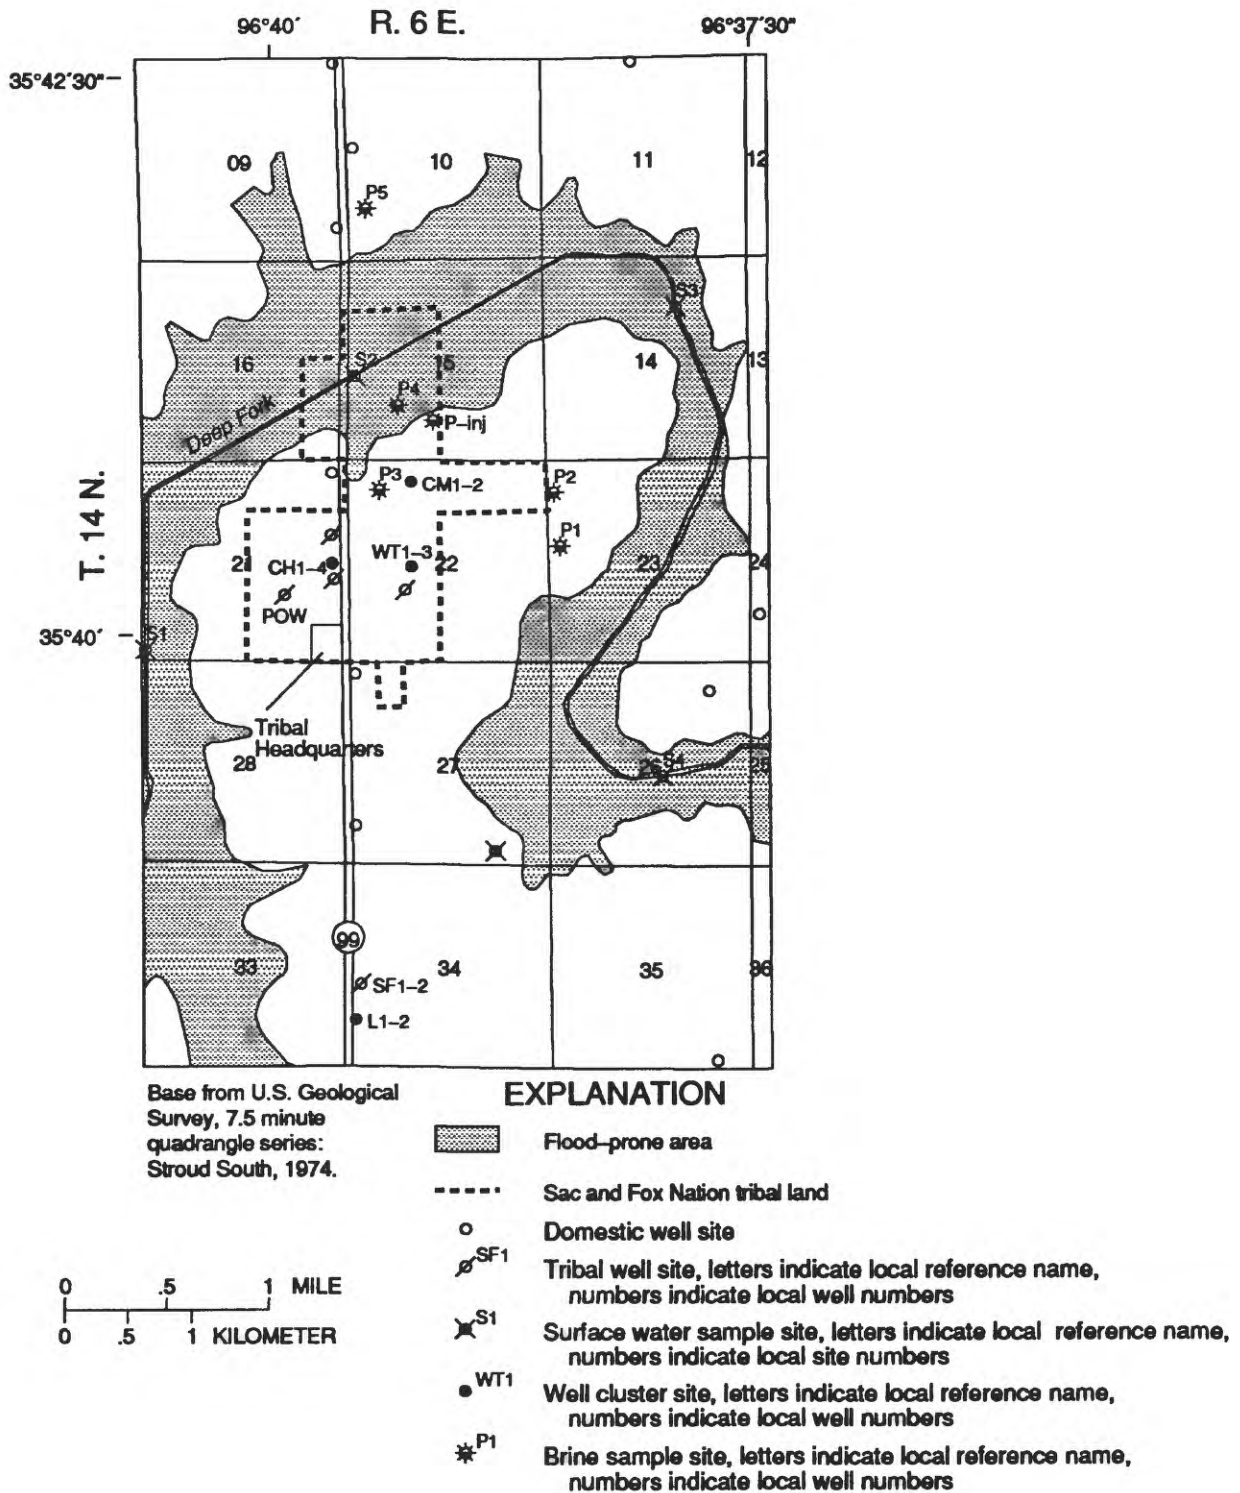 R. 6 E.
96°40´
96°37´30"
35°42´30"
09
10
11
12
P5
S3
16
S2
15
14
13
P4
Deep Fork
P-inj
P3
CM1-2
P2
T. 14 N.
P1
21
CH1-4
WT1-3
22
23
24
POW
35°40´
S1
Tribal
Headquarters
28
27
26
S4
25
99
33
34
35
36
SF1-2
L1-2
Base from U.S. Geological
Survey, 7.5 minute
quadrangle series:
Stroud South, 1974.
EXPLANATION
Flood-prone area
Sac and Fox Nation tribal land
Domestic well site
SF1
Tribal well site, letters indicate local reference name,
numbers indicate local well numbers
S1
Surface water sample site, letters indicate local reference name,
numbers indicate local site numbers
WT1
Well cluster site, letters indicate local reference name,
numbers indicate local well numbers
P1
Brine sample site, letters indicate local reference name,
numbers indicate local well numbers
0 .5 1 MILE
0 .5 1 KILOMETER